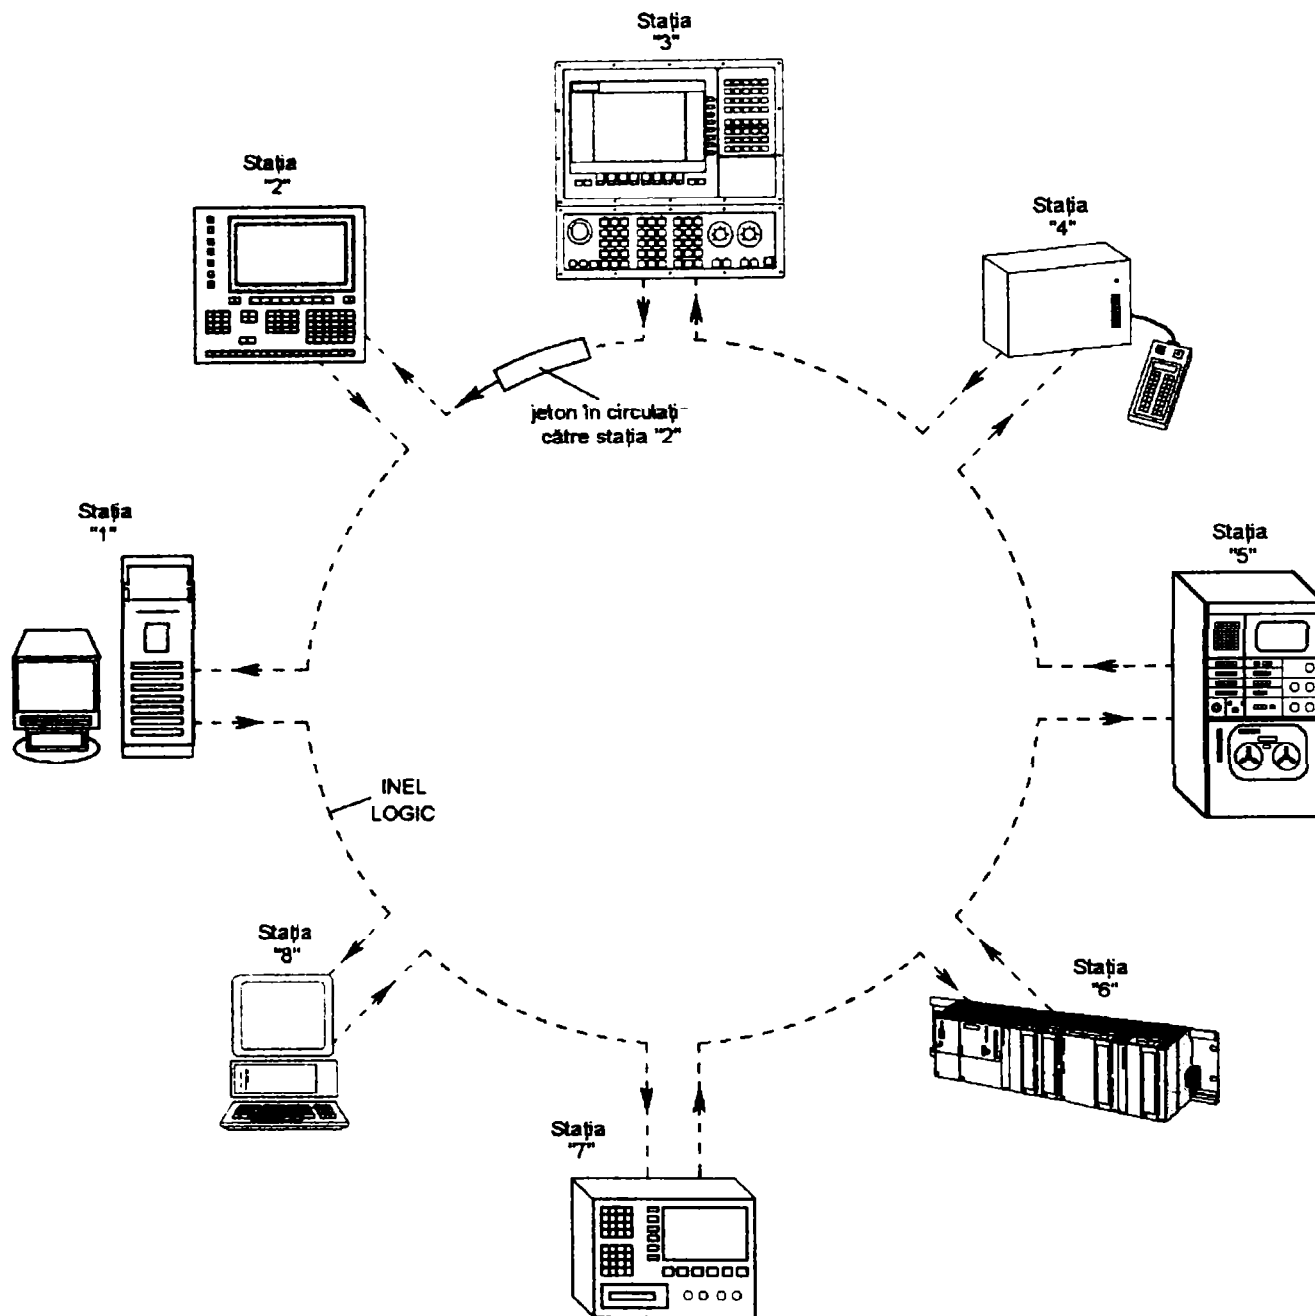 Stația
"3"
Stația
"2"
Stația
"4"
jeton în circulați
către stația "2"
Stația
"1"
Stația
"5"
INEL
LOGIC
Stația
"8"
Stația
"6"
Stația
"7"